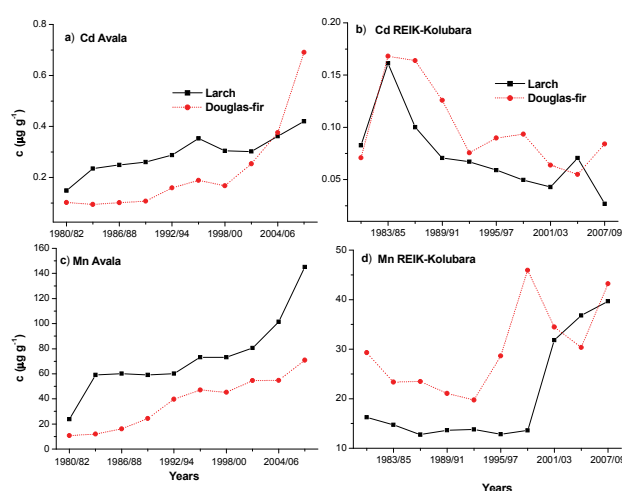 a) Cd Avala
Larch
Douglas-fir
c (µg g⁻¹)
0.8
0.6
0.4
0.2
1980/82 1986/88 1992/94 1998/00 2004/06
b) Cd REIK-Kolubara
Larch
Douglas-fir
0.20
0.15
0.10
0.05
1983/85 1989/91 1995/97 2001/03 2007/09
c) Mn Avala
c (µg g⁻¹)
160
140
120
100
80
60
40
20
0
1980/82 1986/88 1992/94 1998/00 2004/06
Years
d) Mn REIK-Kolubara
50
40
30
20
10
1983/85 1989/91 1995/97 2001/03 2007/09
Years